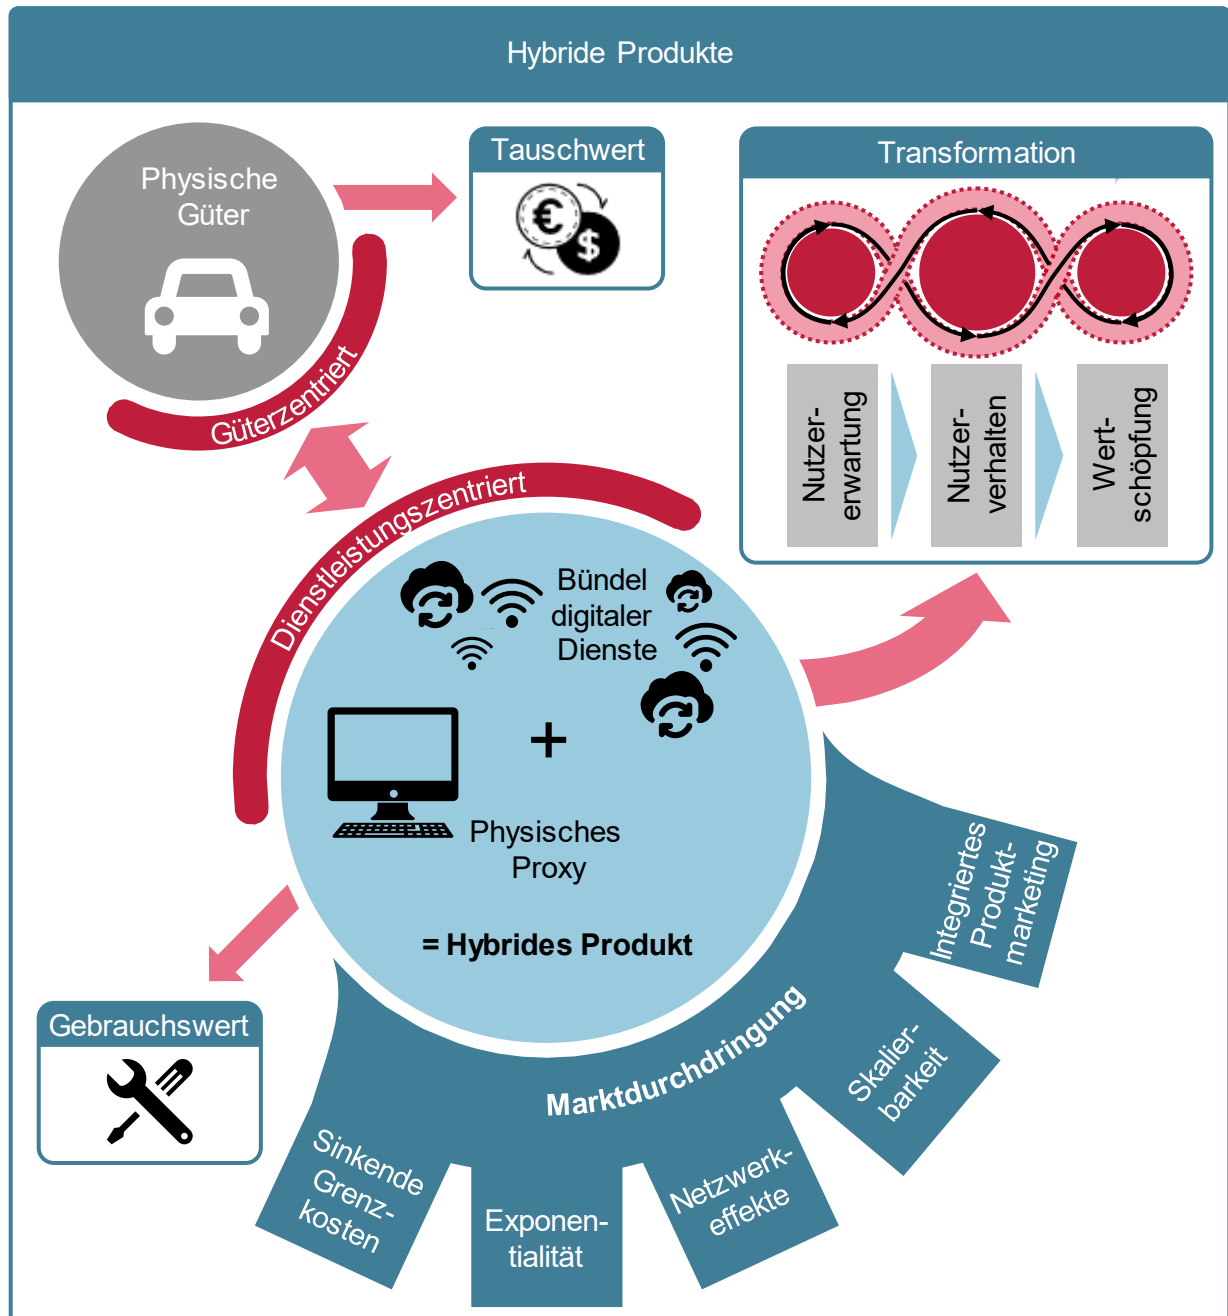 Hybride Produkte
Physische
Güter
Güterzentriert
Tauschwert
€
$
Transformation
Nutzer-
erwartung
Nutzer-
verhalten
Wert-
schöpfung
Dienstleistungszentriert
Bündel
digitaler
Dienste
+
Physisches
Proxy
= Hybrides Produkt
Gebrauchswert
Marktdurchdringung
Sinkende
Grenz-
kosten
Exponen-
tialität
Netzwerk-
effekte
Skalier-
barkeit
Integriertes
Produkt-
marketing